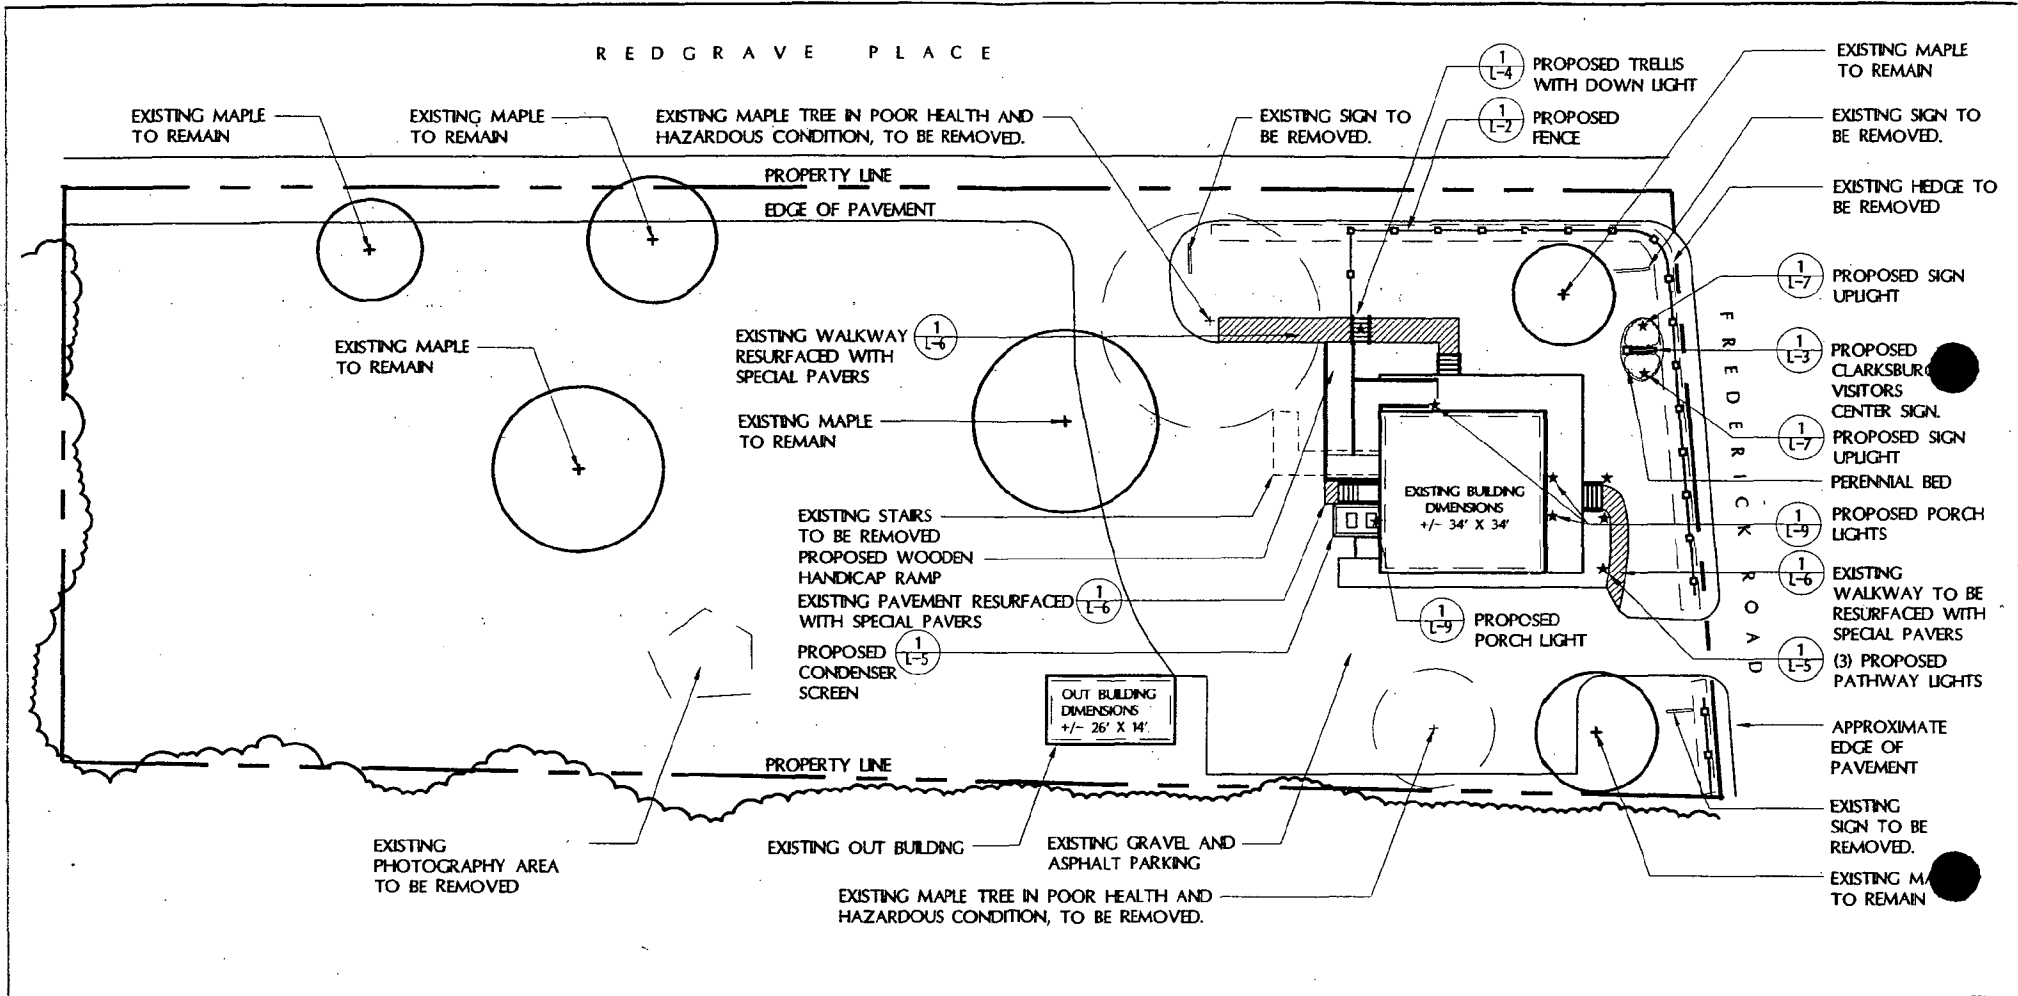 REDGRAVE PLACE
EXISTING MAPLE
TO REMAIN
EXISTING MAPLE
TO REMAIN
EXISTING MAPLE TREE IN POOR HEALTH AND
HAZARDOUS CONDITION, TO BE REMOVED.
EXISTING SIGN TO
BE REMOVED.
1
L-4
PROPOSED TRELLIS
WITH DOWN LIGHT
1
L-2
PROPOSED
FENCE
EXISTING MAPLE
TO REMAIN
EXISTING SIGN TO
BE REMOVED.
EXISTING HEDGE TO
BE REMOVED
PROPERTY LINE
EDGE OF PAVEMENT
1
L-7
PROPOSED SIGN
UPLIGHT
EXISTING MAPLE
TO REMAIN
EXISTING WALKWAY
RESURFACED WITH
SPECIAL PAVERS
1
L-6
1
L-3
PROPOSED
CLARKSBUR
VISITORS
CENTER SIGN.
EXISTING MAPLE
TO REMAIN
1
L-7
PROPOSED SIGN
UPLIGHT
PERENNIAL BED
FREDERICK ROAD
EXISTING BUILDING
DIMENSIONS
+/- 34' X 34'
EXISTING STAIRS
TO BE REMOVED
PROPOSED WOODEN
HANDICAP RAMP
EXISTING PAVEMENT RESURFACED
WITH SPECIAL PAVERS
1
L-6
1
L-9
PROPOSED PORCH
LIGHTS
1
L-6
EXISTING
WALKWAY TO BE
RESURFACED WITH
SPECIAL PAVERS
1
L-9
PROPOSED
PORCH LIGHT
PROPOSED
CONDENSER
SCREEN
1
L-5
1
L-5
(3) PROPOSED
PATHWAY LIGHTS
OUT BUILDING
DIMENSIONS
+/- 26' X 14'
APPROXIMATE
EDGE OF
PAVEMENT
PROPERTY LINE
EXISTING
SIGN TO BE
REMOVED.
EXISTING
PHOTOGRAPHY AREA
TO BE REMOVED
EXISTING OUT BUILDING
EXISTING GRAVEL AND
ASPHALT PARKING
EXISTING MAPLE TREE IN POOR HEALTH AND
HAZARDOUS CONDITION, TO BE REMOVED.
EXISTING
TO REMAIN